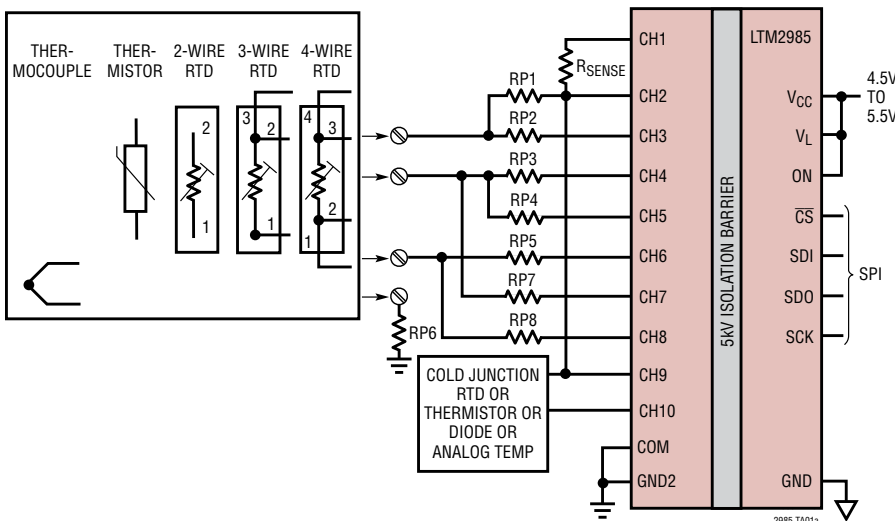 THER-
MOCOUPLE
THER-
MISTOR
2-WIRE
RTD
3-WIRE
RTD
4-WIRE
RTD
2
1
3
2
1
4
3
2
1
RP1
RP2
RP3
RP4
RP5
RP7
RP8
RP6
RSENSE
COLD JUNCTION
RTD OR
THERMISTOR OR
DIODE OR
ANALOG TEMP
CH1
CH2
CH3
CH4
CH5
CH6
CH7
CH8
CH9
CH10
COM
GND2
5kV ISOLATION BARRIER
LTM2985
VCC
VL
ON
CS
SDI
SDO
SCK
GND
4.5V
TO
5.5V
SPI
2985 TA01a